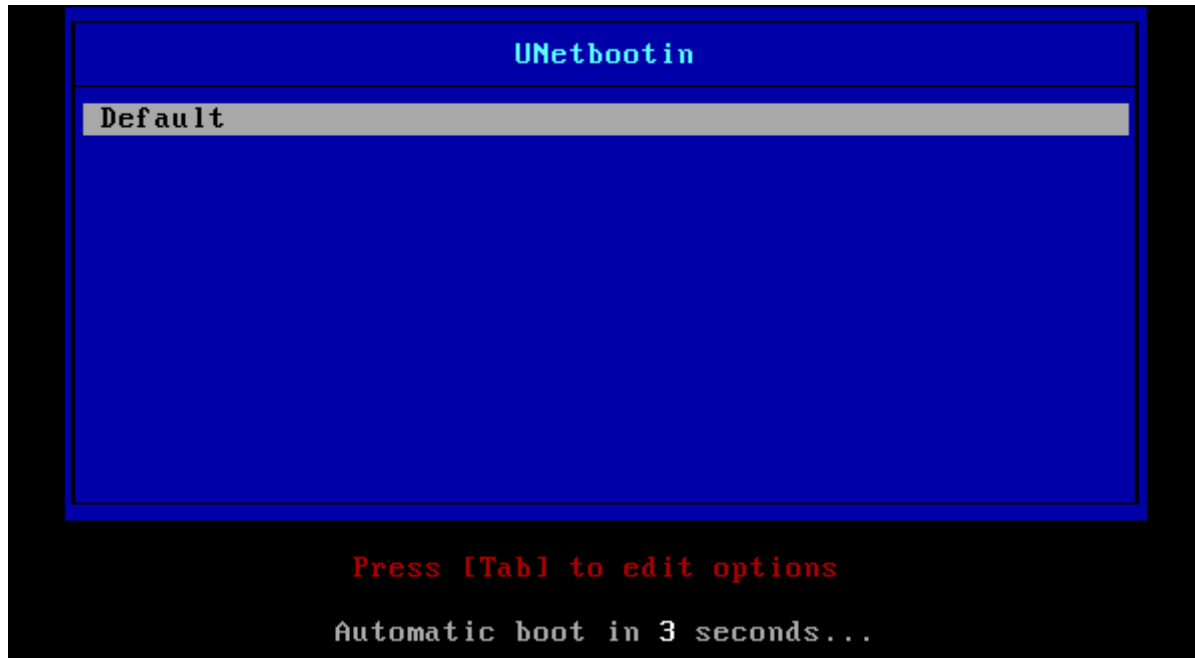 UNetbootin
Default
Press [Tab] to edit options
Automatic boot in 3 seconds...